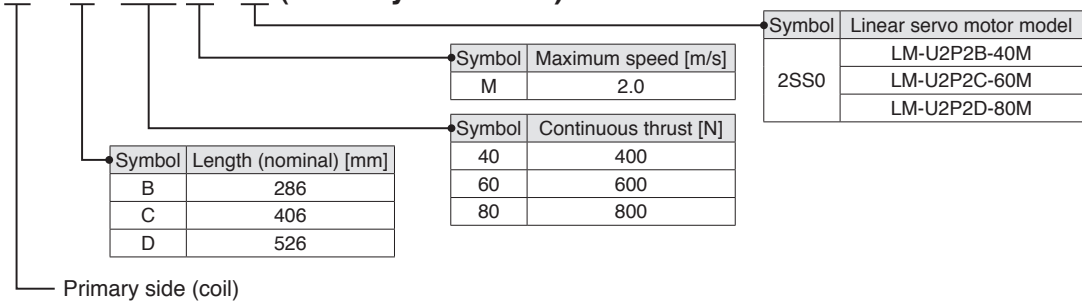 Symbol Linear servo motor model
2SS0 LM-U2P2B-40M
LM-U2P2C-60M
LM-U2P2D-80M
Symbol Maximum speed [m/s]
M 2.0
Symbol Continuous thrust [N]
40 400
60 600
80 800
Symbol Length (nominal) [mm]
B 286
C 406
D 526
Primary side (coil)